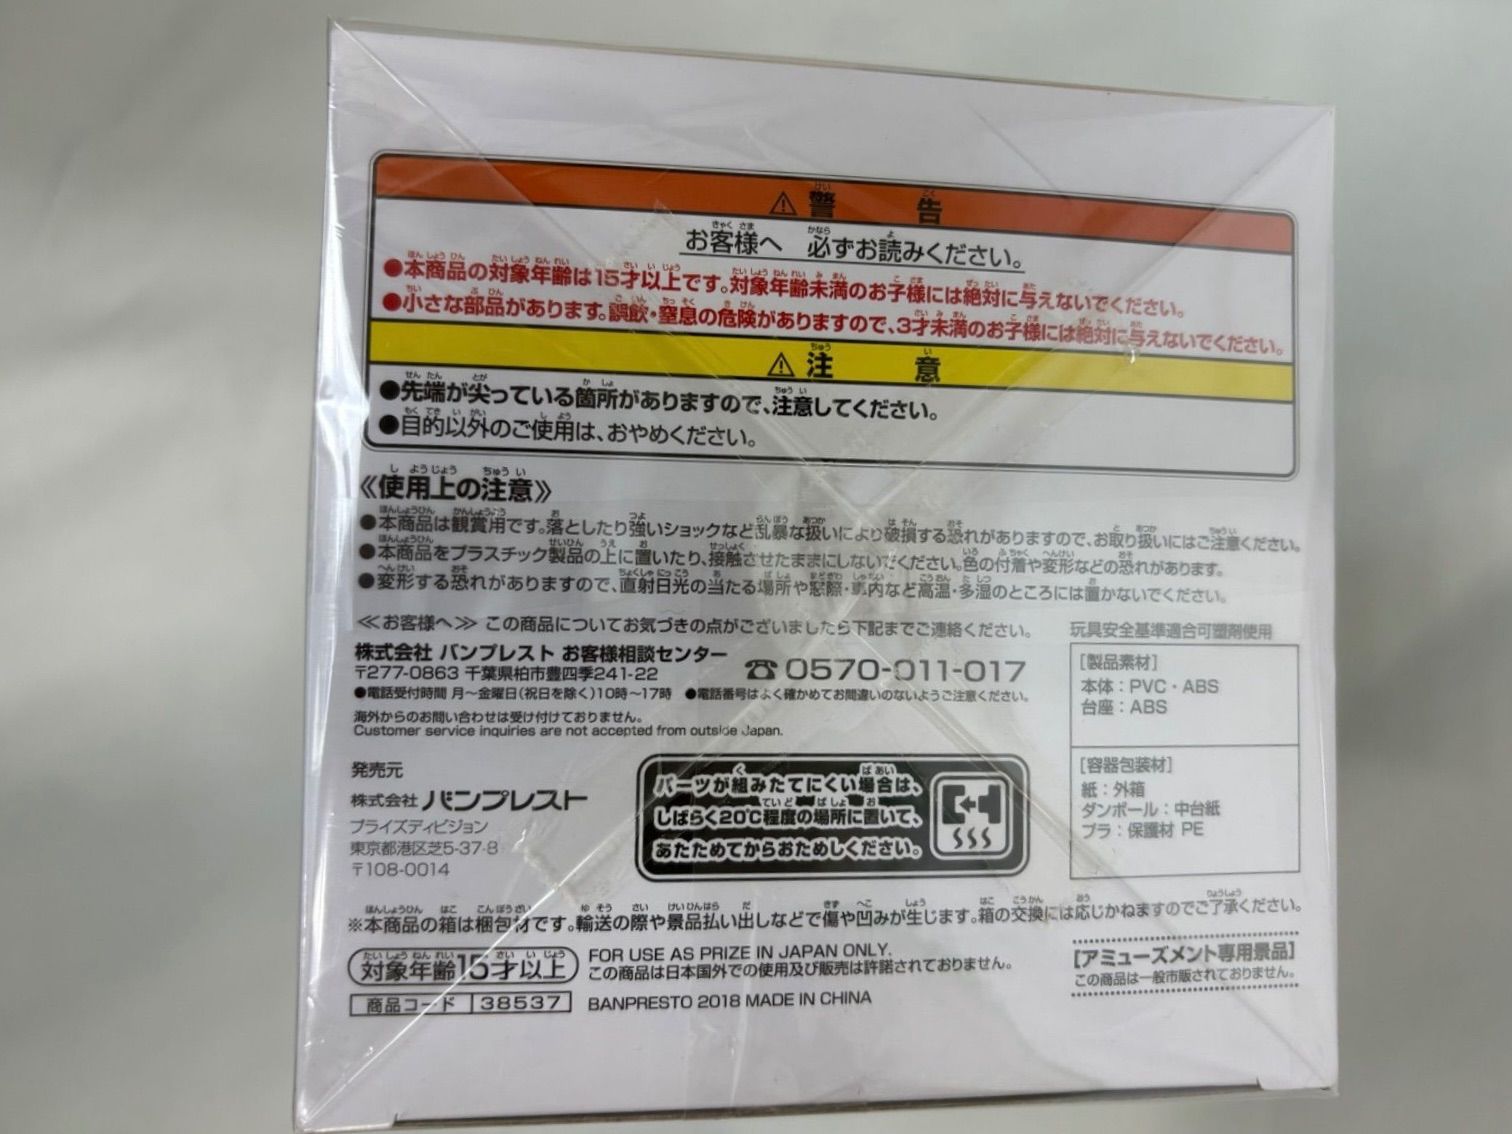 ⚠警告
お客様へ 必ずお読みください。
●本商品の対象年齢は15才以上です。対象年齢未満のお子様には絶対に与えないでください。
●小さな部品があります。誤飲・窒息の危険がありますので、3才未満のお子様には絶対に与えないでください。
⚠注意
●先端が尖っている箇所がありますので、注意してください。
●目的以外のご使用は、おやめください。
《使用上の注意》
●本商品は観賞用です。落としたり強いショックなど乱暴な扱いにより破損する恐れがありますので、お取り扱いにはご注意ください。
●本商品をプラスチック製品の上に置いたり、接触させたままにしないでください。色の付着や変形などの恐れがあります。
●変形する恐れがありますので、直射日光の当たる場所や窓際・車内など高温・多湿のところには置かないでください。
≪お客様へ≫ この商品についてお気づきの点がございましたら下記までご連絡ください。
株式会社 バンプレスト お客様相談センター
〒277-0863 千葉県柏市豊四季241-22
☎0570-011-017
●電話受付時間 月〜金曜日(祝日を除く)10時〜17時 ●電話番号はよく確かめてお間違いのないようご注意ください。
海外からのお問い合わせは受け付けておりません。
Customer service inquiries are not accepted from outside Japan.
玩具安全基準適合可塑剤使用
[製品素材]
本体：PVC・ABS
台座：ABS
[容器包装材]
紙：外箱
ダンボール：中台紙
プラ：保護材 PE
発売元
株式会社 バンプレスト
プライズディビジョン
東京都港区芝5-37-8
〒108-0014
パーツが組みたてにくい場合は、
しばらく20℃程度の場所に置いて、
あたためてからおためしください。
※本商品の箱は梱包材です。輸送の際や景品払い出しなどで傷や凹みが生じます。箱の交換には応じかねますのでご了承ください。
対象年齢15才以上
FOR USE AS PRIZE IN JAPAN ONLY.
この商品は日本国外での使用及び販売は許諾されておりません。
商品コード 38537
BANPRESTO 2018 MADE IN CHINA
[アミューズメント専用景品]
この商品は一般市販されておりません。